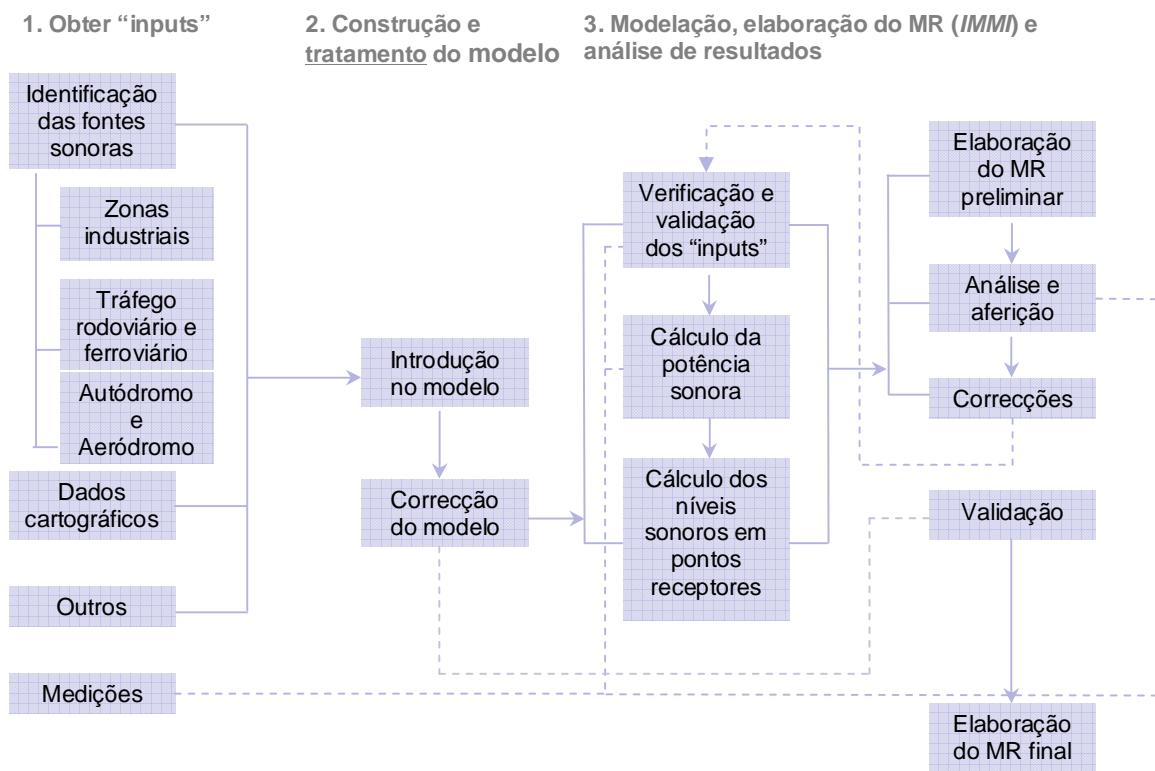 1. Obter “inputs”
2. Construção e
tratamento do modelo
3. Modelação, elaboração do MR (IMMI) e
análise de resultados
Identificação
das fontes
sonoras
Zonas
industriais
Tráfego
rodoviário e
ferroviário
Autódromo
e
Aeródromo
Dados
cartográficos
Outros
Medições
Introdução
no modelo
Correcção
do modelo
Verificação e
validação
dos “inputs”
Cálculo da
potência
sonora
Cálculo dos
níveis
sonoros em
pontos
receptores
Elaboração
do MR
preliminar
Análise e
aferição
Correcções
Validação
Elaboração
do MR final